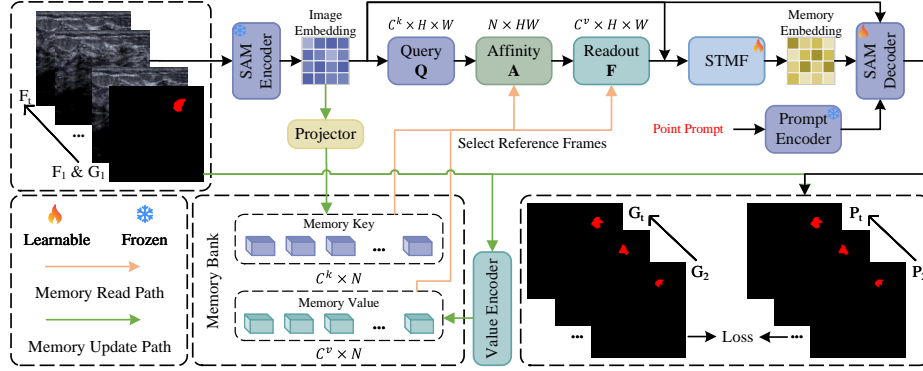 F_t
...
F_1 & G_1
SAM
Encoder
Image
Embedding
C^k × H × W
Query
Q
N × HW
Affinity
A
C^v × H × W
Readout
F
STMF
Memory
Embedding
SAM
Decoder
Projector
Select Reference Frames
Point Prompt
Prompt
Encoder
Learnable
Frozen
Memory Read Path
Memory Update Path
Memory Bank
Memory Key
...
C^k × N
Memory Value
...
C^v × N
Value Encoder
G_t
G_2
...
Loss
P_t
P_2
...